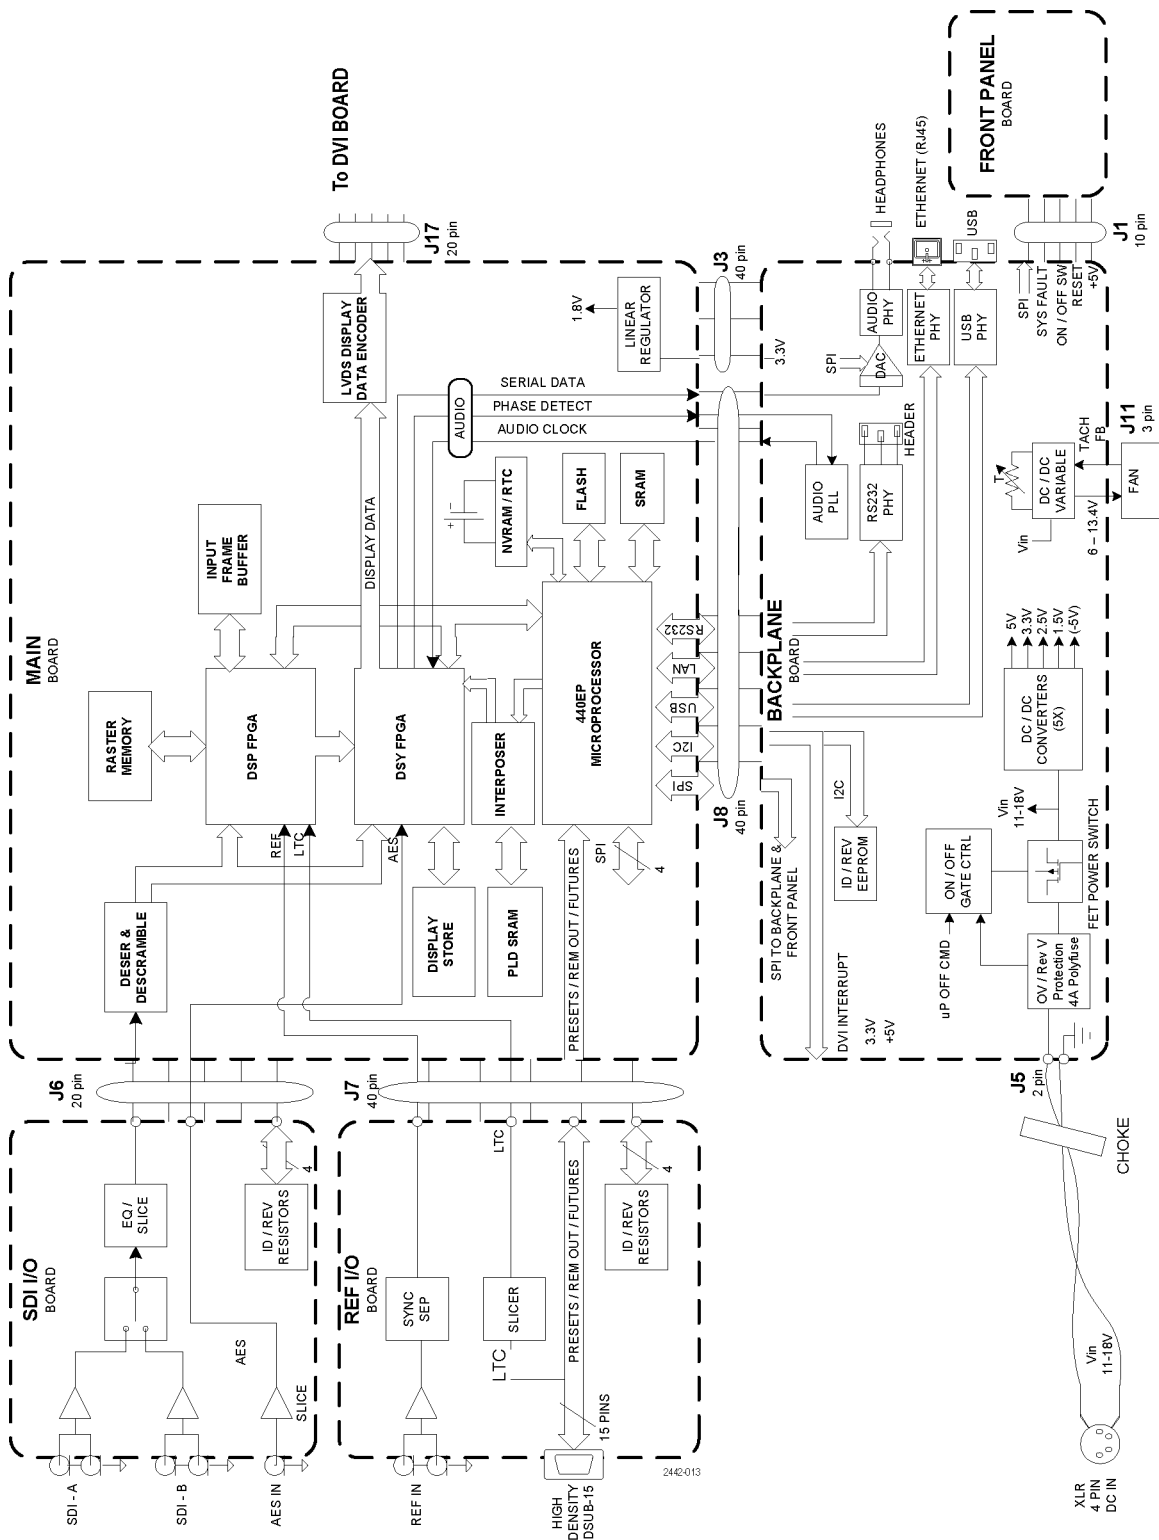 SDI I/O
BOARD
SDI - A
SDI - B
AES IN
EQ /
SLICE
AES
SLICE
ID / REV
RESISTORS
4
J6
20 pin
REF I/O
BOARD
REF IN
SYNC
SEP
SLICER
LTC
LTC
PRESETS / REM OUT / FUTURES
15 PINS
HIGH
DENSITY
DSUB-15
ID / REV
RESISTORS
4
2442-013
J7
40 pin
MAIN
BOARD
DESER &
DESCRAMBLE
RASTER
MEMORY
INPUT
FRAME
BUFFER
DSP FPGA
REF
LTC
AES
DSY FPGA
DISPLAY DATA
LVDS DISPLAY
DATA ENCODER
DISPLAY
STORE
INTERPOSER
PLD SRAM
440EP
MICROPROCESSOR
PRESETS / REM OUT / FUTURES
SPI
4
NVRAM / RTC
+
–
FLASH
SRAM
AUDIO
SERIAL DATA
PHASE DETECT
AUDIO CLOCK
LINEAR
REGULATOR
1.8V
SPI
I2C
USB
LAN
RS232
J17
20 pin
To DVI BOARD
J3
40 pin
J8
40 pin
3.3V
BACKPLANE
BOARD
SPI TO BACKPLANE &
FRONT PANEL
DVI INTERRUPT
3.3V
+5V
I2C
ID / REV
EEPROM
AUDIO
PLL
RS232
PHY
HEADER
SPI
DAC
AUDIO
PHY
HEADPHONES
ETHERNET
PHY
ETHERNET (RJ45)
USB
PHY
USB
SPI
SYS FAULT
ON / OFF SW
RESET
+5V
J1
10 pin
FRONT PANEL
BOARD
J5
2 pin
CHOKE
Vin
11-18V
XLR
4 PIN
DC IN
OV / Rev V
Protection
4A Polyfuse
uP OFF CMD
ON / OFF
GATE CTRL
FET POWER SWITCH
Vin
11-18V
DC / DC
CONVERTERS
(5X)
5V
3.3V
2.5V
1.5V
(-5V)
Vin
T
DC / DC
VARIABLE
6 – 13.4V
TACH
FB
FAN
J11
3 pin